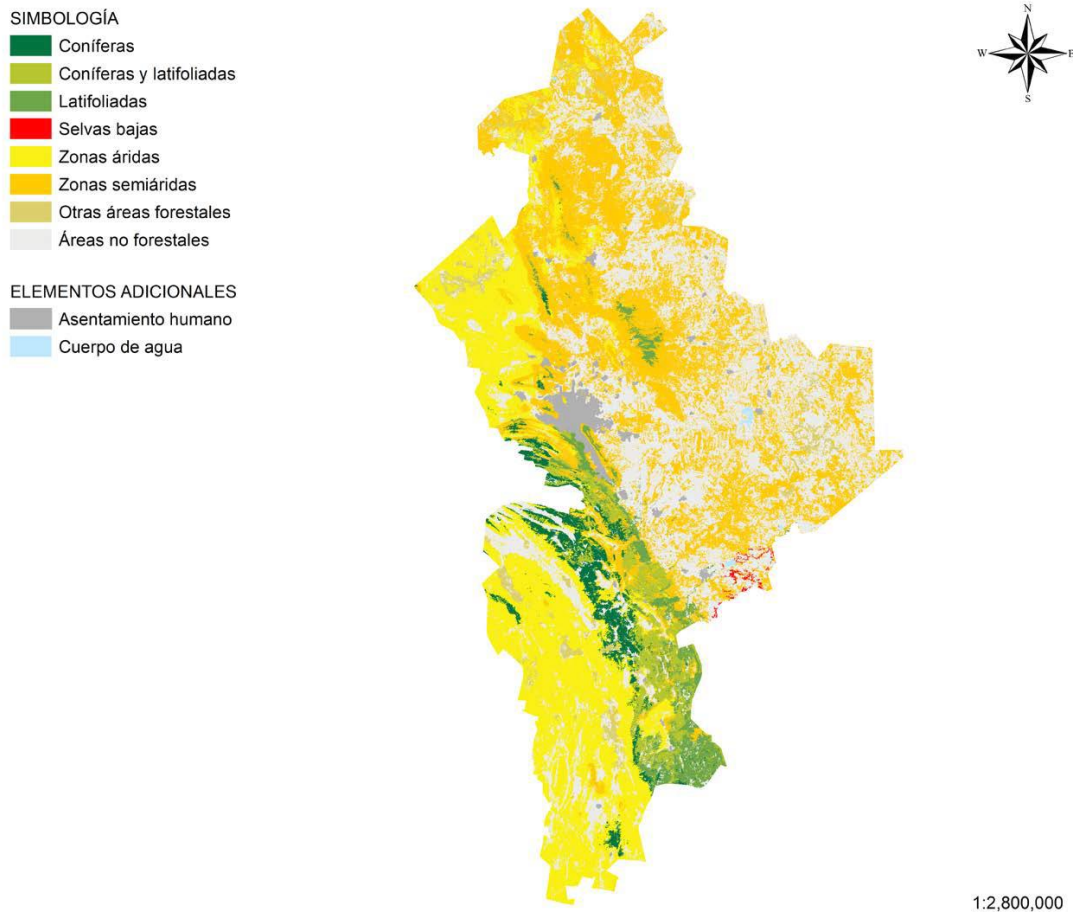 SIMBOLOGÍA
Coníferas
Coníferas y latifoliadas
Latifoliadas
Selvas bajas
Zonas áridas
Zonas semiáridas
Otras áreas forestales
Áreas no forestales
ELEMENTOS ADICIONALES
Asentamiento humano
Cuerpo de agua
N
W E
S
1:2,800,000